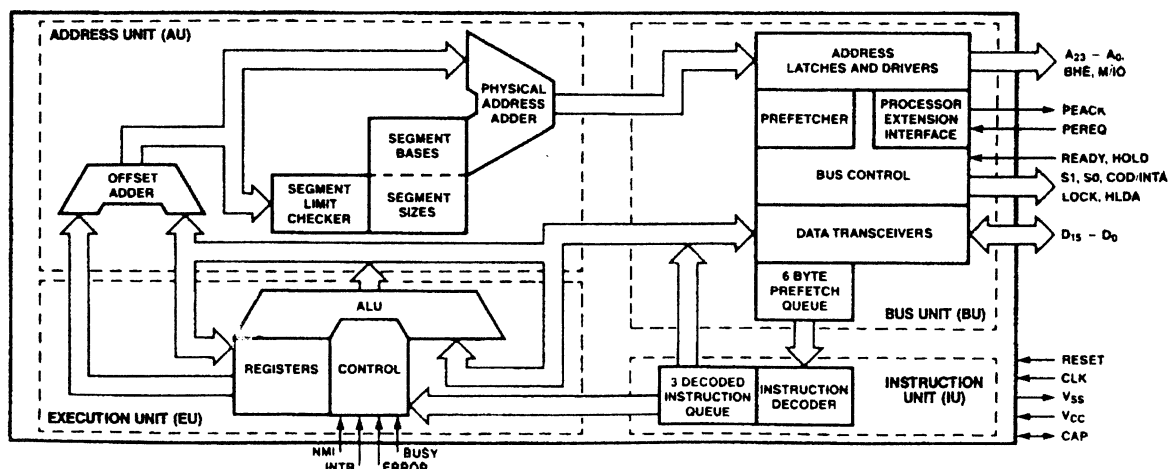 ADDRESS UNIT (AU)
PHYSICAL
ADDRESS
ADDER
SEGMENT
BASES
SEGMENT
SIZES
SEGMENT
LIMIT
CHECKER
OFFSET
ADDER
ADDRESS
LATCHES AND DRIVERS
PREFETCHER
PROCESSOR
EXTENSION
INTERFACE
BUS CONTROL
DATA TRANSCEIVERS
6 BYTE
PREFETCH
QUEUE
BUS UNIT (BU)
A23 – A0,
BHE, M/IO
PEACK
PEREQ
READY, HOLD
S1, S0, COD/INTA
LOCK, HLDA
D15 – D0
ALU
REGISTERS
CONTROL
EXECUTION UNIT (EU)
3 DECODED
INSTRUCTION
QUEUE
INSTRUCTION
DECODER
INSTRUCTION
UNIT (IU)
RESET
CLK
VSS
VCC
CAP
NMI
BUSY
INTR
ERROR